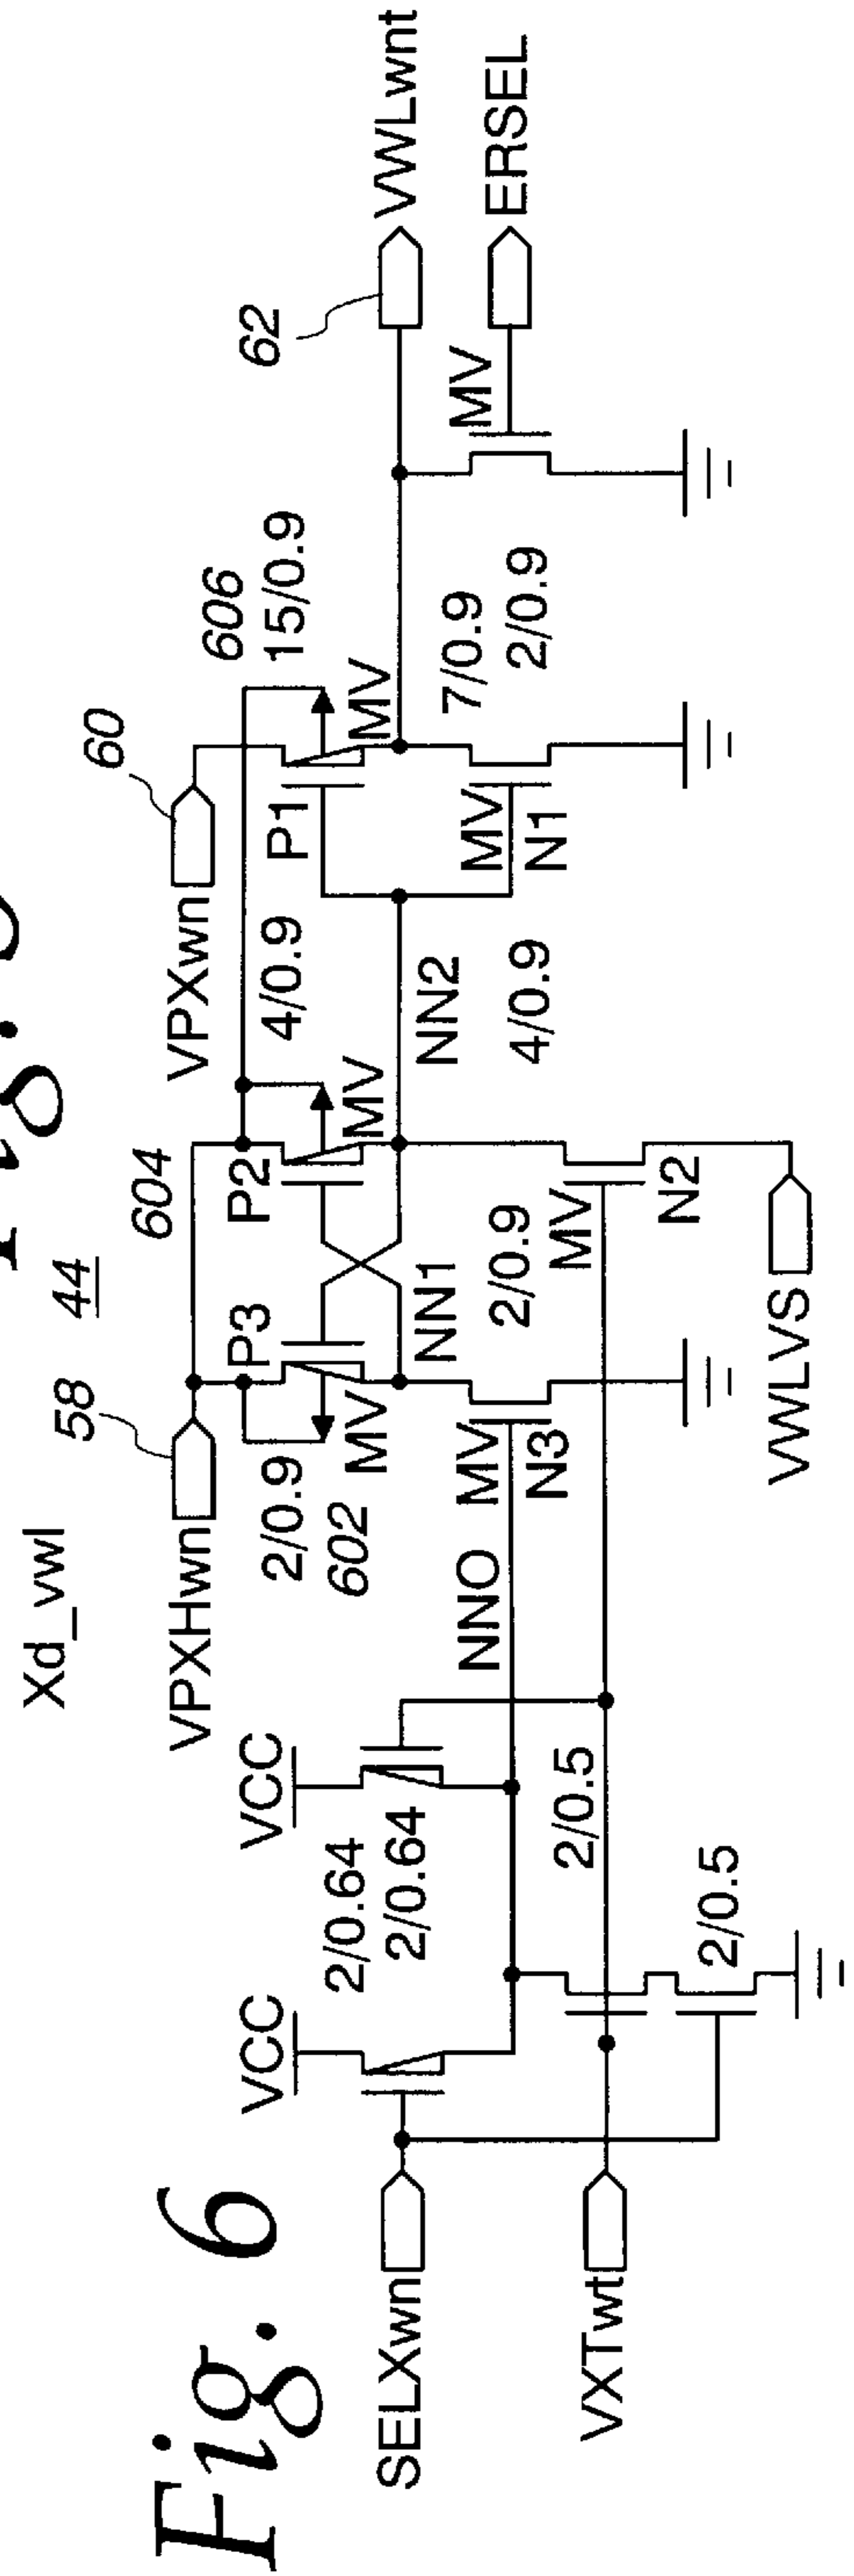 Fig. 6
Xd_vwl
44
58
604
60
606
62
VPXHwn
VPXwn
VCC
VCC
2/0.64
2/0.64
2/0.9
602
P3
MV
P2
MV
4/0.9
P1
MV
15/0.9
SELXwn
NNO
MV
N3
NN1
NN2
MV
N1
7/0.9
2/0.9
MV
VWLwnt
ERSEL
VXTwt
2/0.5
2/0.5
2/0.9
MV
N2
4/0.9
VWLVS